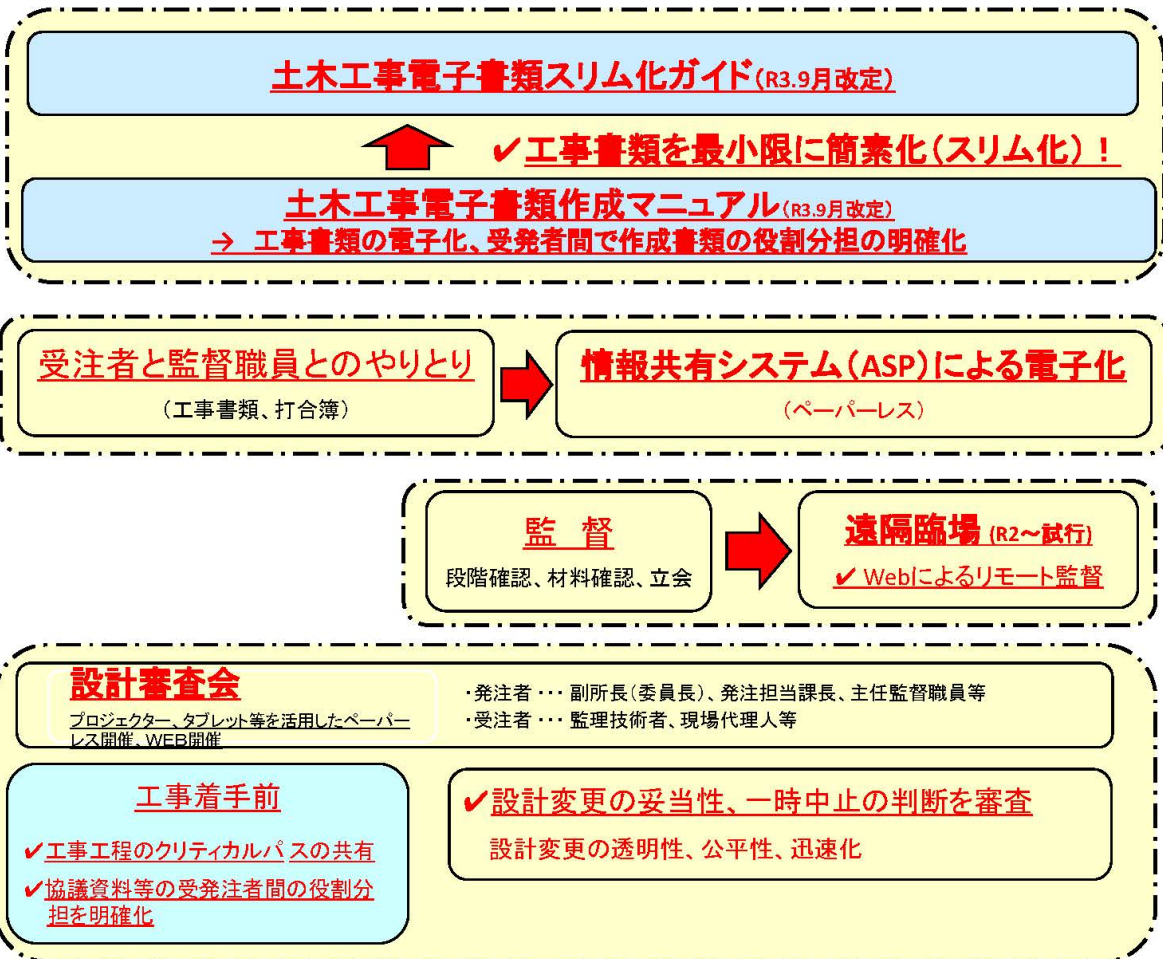 土木工事電子書類スリム化ガイド(R3.9月改定)
✓工事書類を最小限に簡素化(スリム化)!
土木工事電子書類作成マニュアル(R3.9月改定)
→ 工事書類の電子化、受発者間で作成書類の役割分担の明確化
受注者と監督職員とのやりとり
(工事書類、打合簿)
情報共有システム(ASP)による電子化
(ペーパーレス)
監 督
段階確認、材料確認、立会
遠隔臨場(R2~試行)
✓Webによるリモート監督
設計審査会
プロジェクター、タブレット等を活用したペーパー
レス開催、WEB開催
・発注者 ・・・ 副所長(委員長)、発注担当課長、主任監督職員等
・受注者 ・・・ 監理技術者、現場代理人等
工事着手前
✓工事工程のクリティカルパスの共有
✓協議資料等の受発注者間の役割分
担を明確化
✓設計変更の妥当性、一時中止の判断を審査
設計変更の透明性、公平性、迅速化